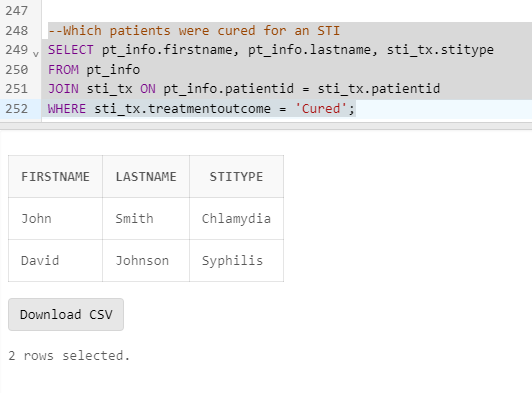 247
248 --Which patients were cured for an STI
249 SELECT pt_info.firstname, pt_info.lastname, sti_tx.stitype
250 FROM pt_info
251 JOIN sti_tx ON pt_info.patientid = sti_tx.patientid
252 WHERE sti_tx.treatmentoutcome = 'Cured';
FIRSTNAME LASTNAME STITYPE
John Smith Chlamydia
David Johnson Syphilis
Download CSV
2 rows selected.